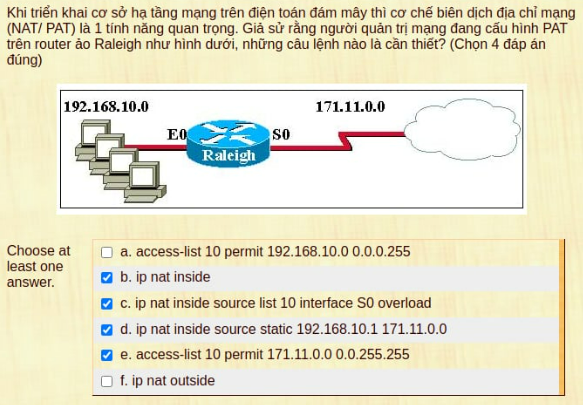 Khi triển khai cơ sở hạ tầng mạng trên điện toán đám mây thì cơ chế biên dịch địa chỉ mạng
(NAT/ PAT) là 1 tính năng quan trọng. Giả sử rằng người quản trị mạng đang cấu hình PAT
trên router ảo Raleigh như hình dưới, những câu lệnh nào là cần thiết? (Chọn 4 đáp án
đúng)
192.168.10.0
171.11.0.0
E0
S0
Raleigh
Choose at
least one
answer.
a. access-list 10 permit 192.168.10.0 0.0.0.255
b. ip nat inside
c. ip nat inside source list 10 interface S0 overload
d. ip nat inside source static 192.168.10.1 171.11.0.0
e. access-list 10 permit 171.11.0.0 0.0.255.255
f. ip nat outside